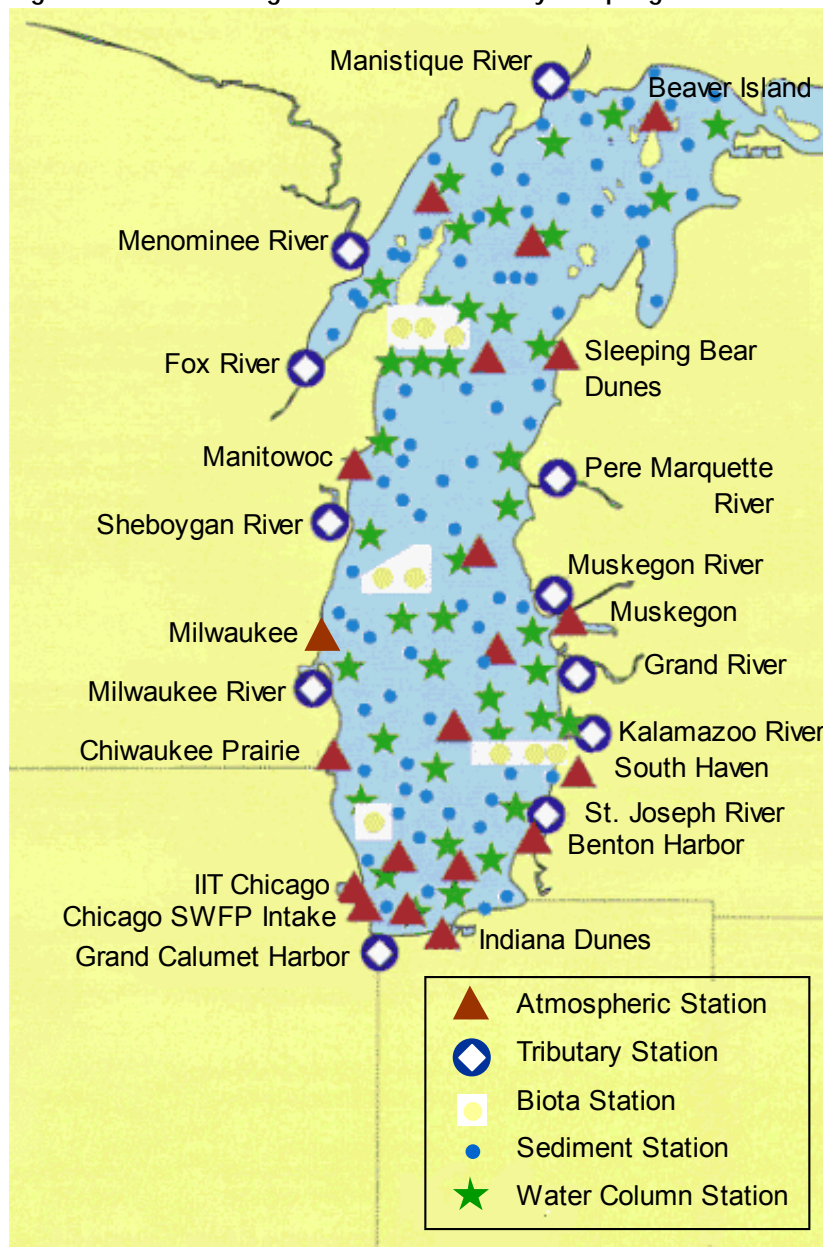 Manistique River
Beaver Island
Menominee River
Fox River
Sleeping Bear
Dunes
Manitowoc
Pere Marquette
River
Sheboygan River
Muskegon River
Muskegon
Milwaukee
Grand River
Milwaukee River
Kalamazoo River
Chiwaukee Prairie
South Haven
St. Joseph River
Benton Harbor
IIT Chicago
Chicago SWFP Intake
Indiana Dunes
Grand Calumet Harbor
Atmospheric Station
Tributary Station
Biota Station
Sediment Station
Water Column Station